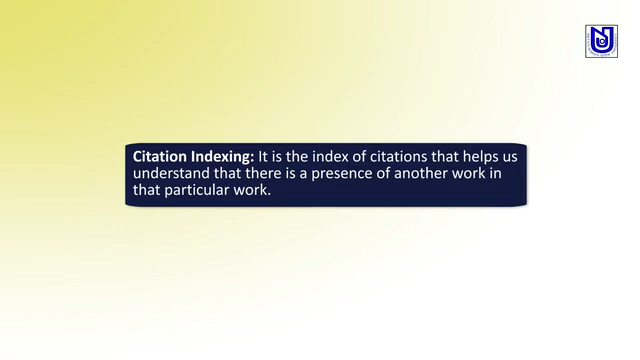 Citation Indexing: It is the index of citations that helps us
understand that there is a presence of another work in
that particular work.